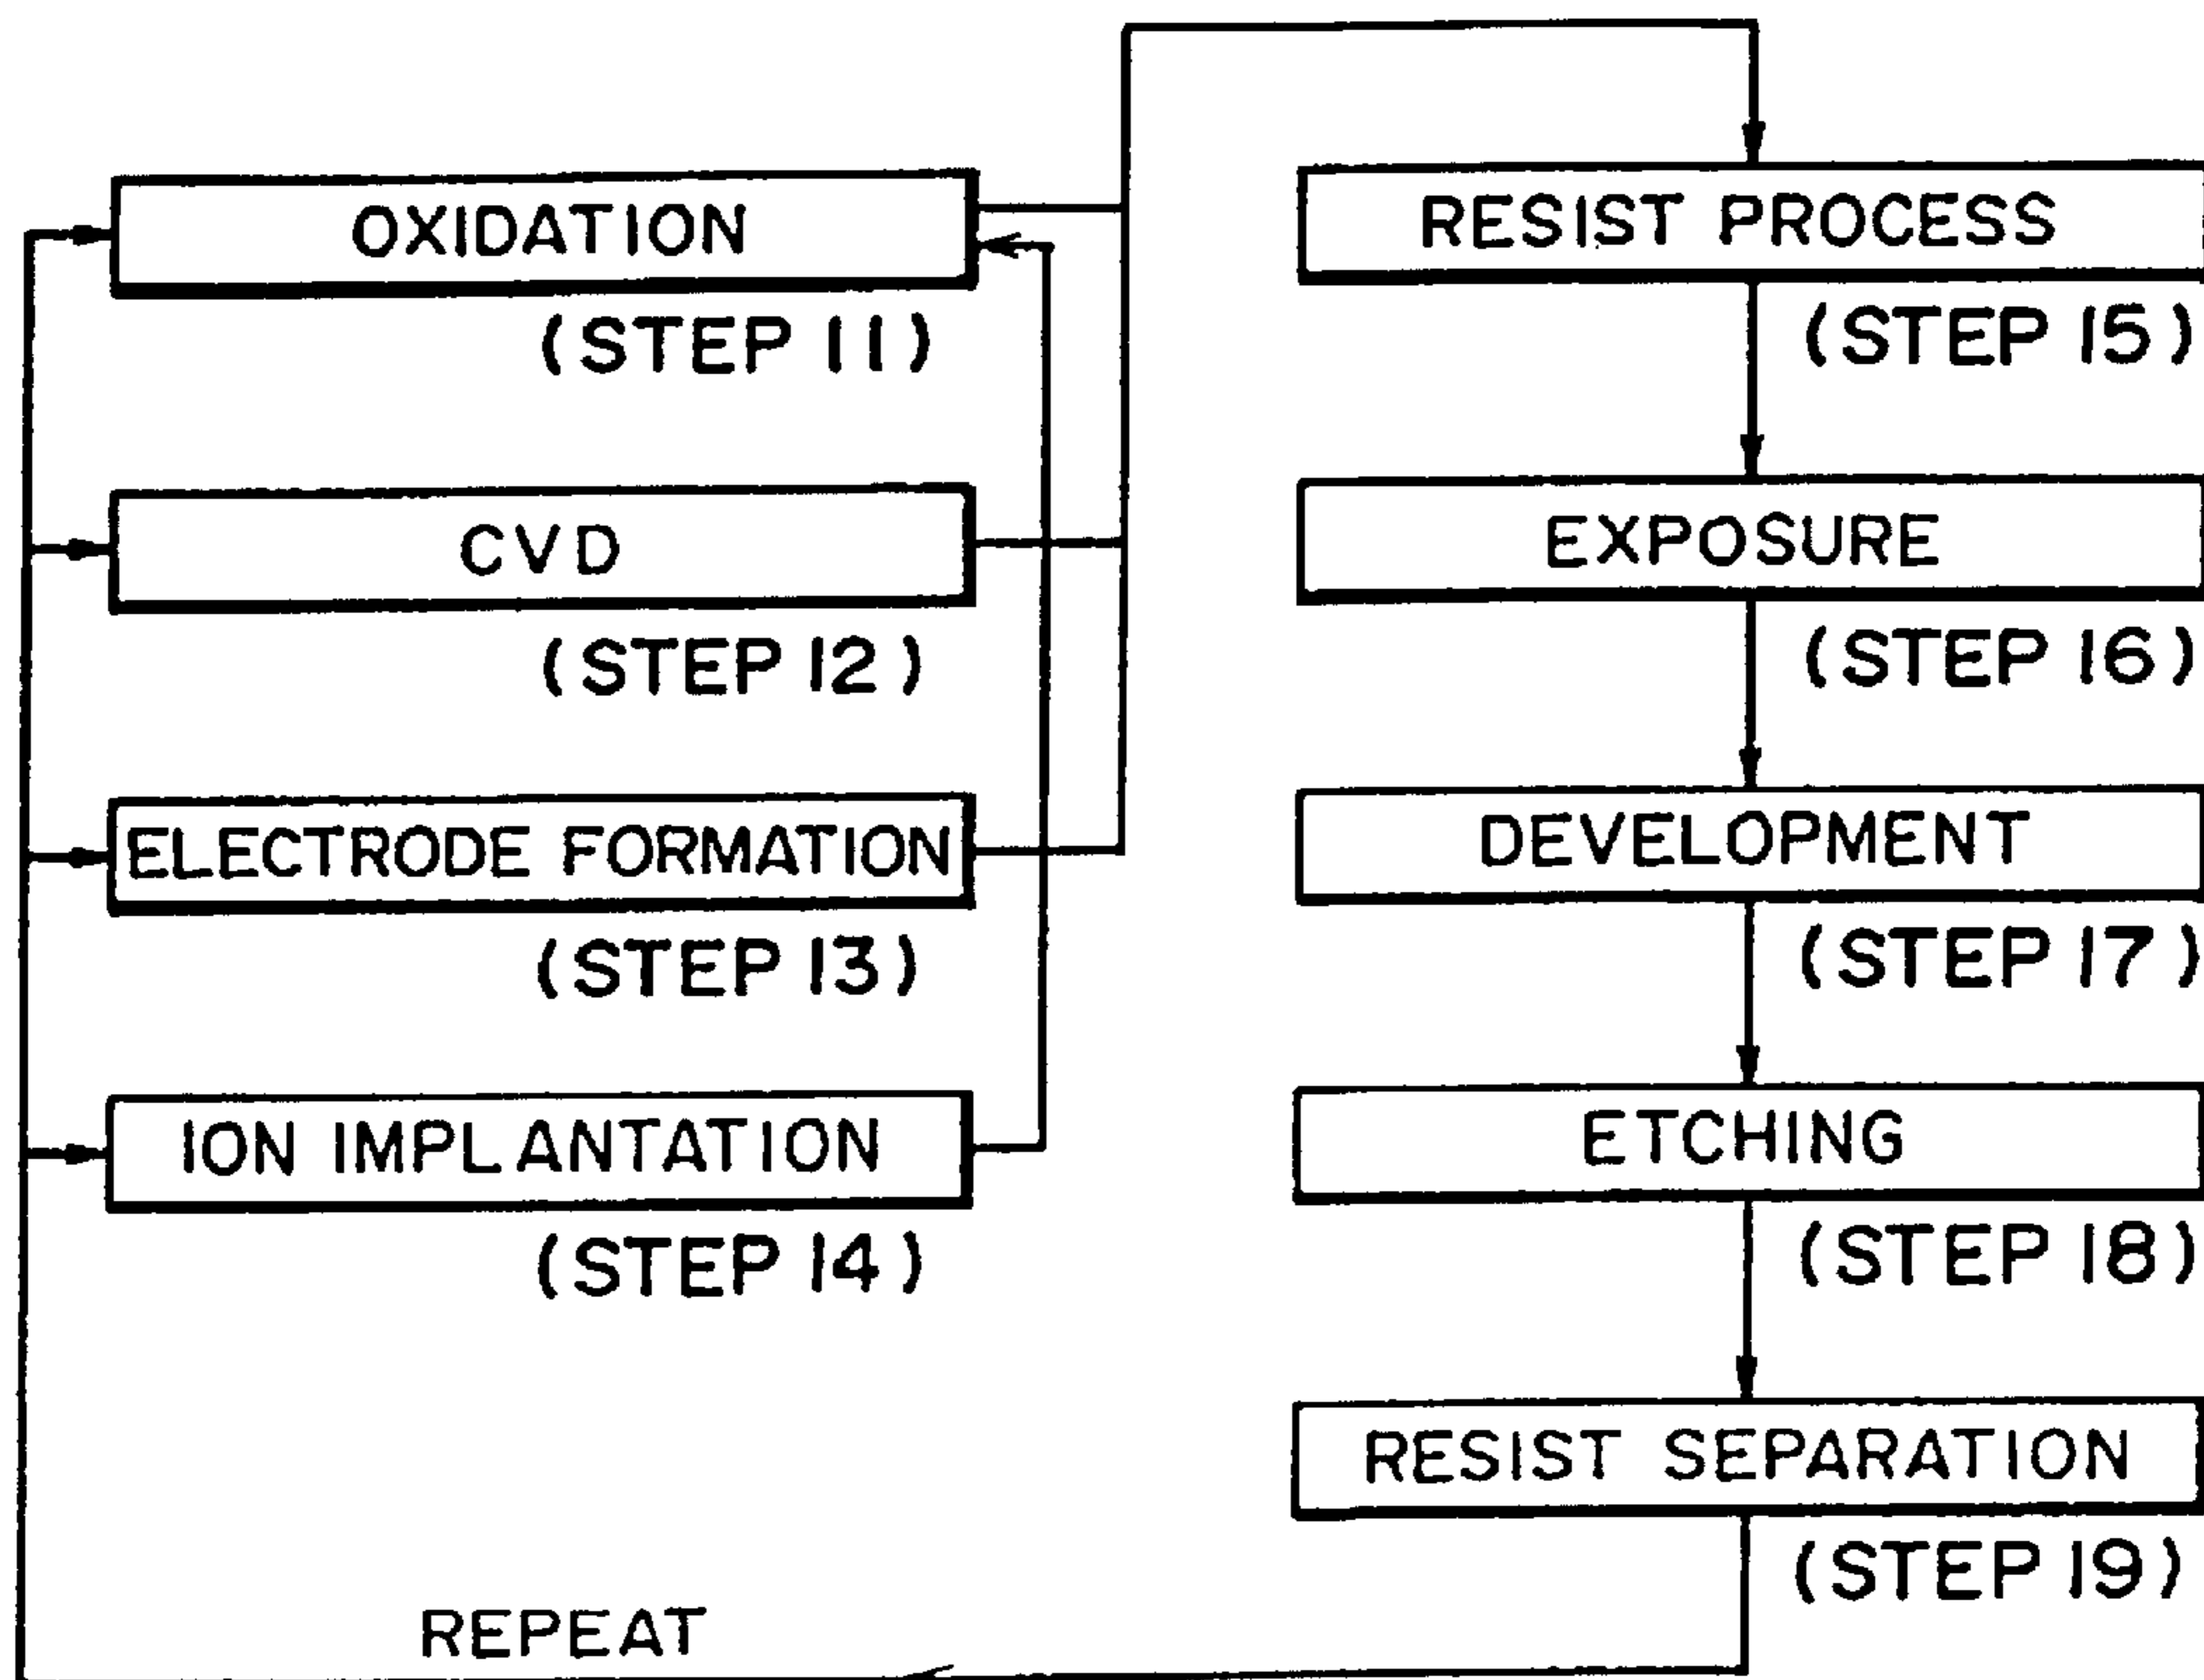 OXIDATION
(STEP 11)
CVD
(STEP 12)
ELECTRODE FORMATION
(STEP 13)
ION IMPLANTATION
(STEP 14)
RESIST PROCESS
(STEP 15)
EXPOSURE
(STEP 16)
DEVELOPMENT
(STEP 17)
ETCHING
(STEP 18)
RESIST SEPARATION
(STEP 19)
REPEAT